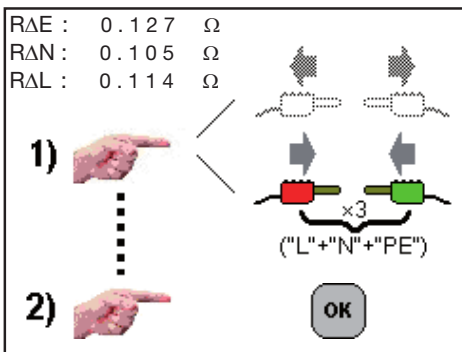 RΔE : 0.127 Ω
RΔN : 0.105 Ω
RΔL : 0.114 Ω
1)
×3
("L"+"N"+"PE")
2)
OK